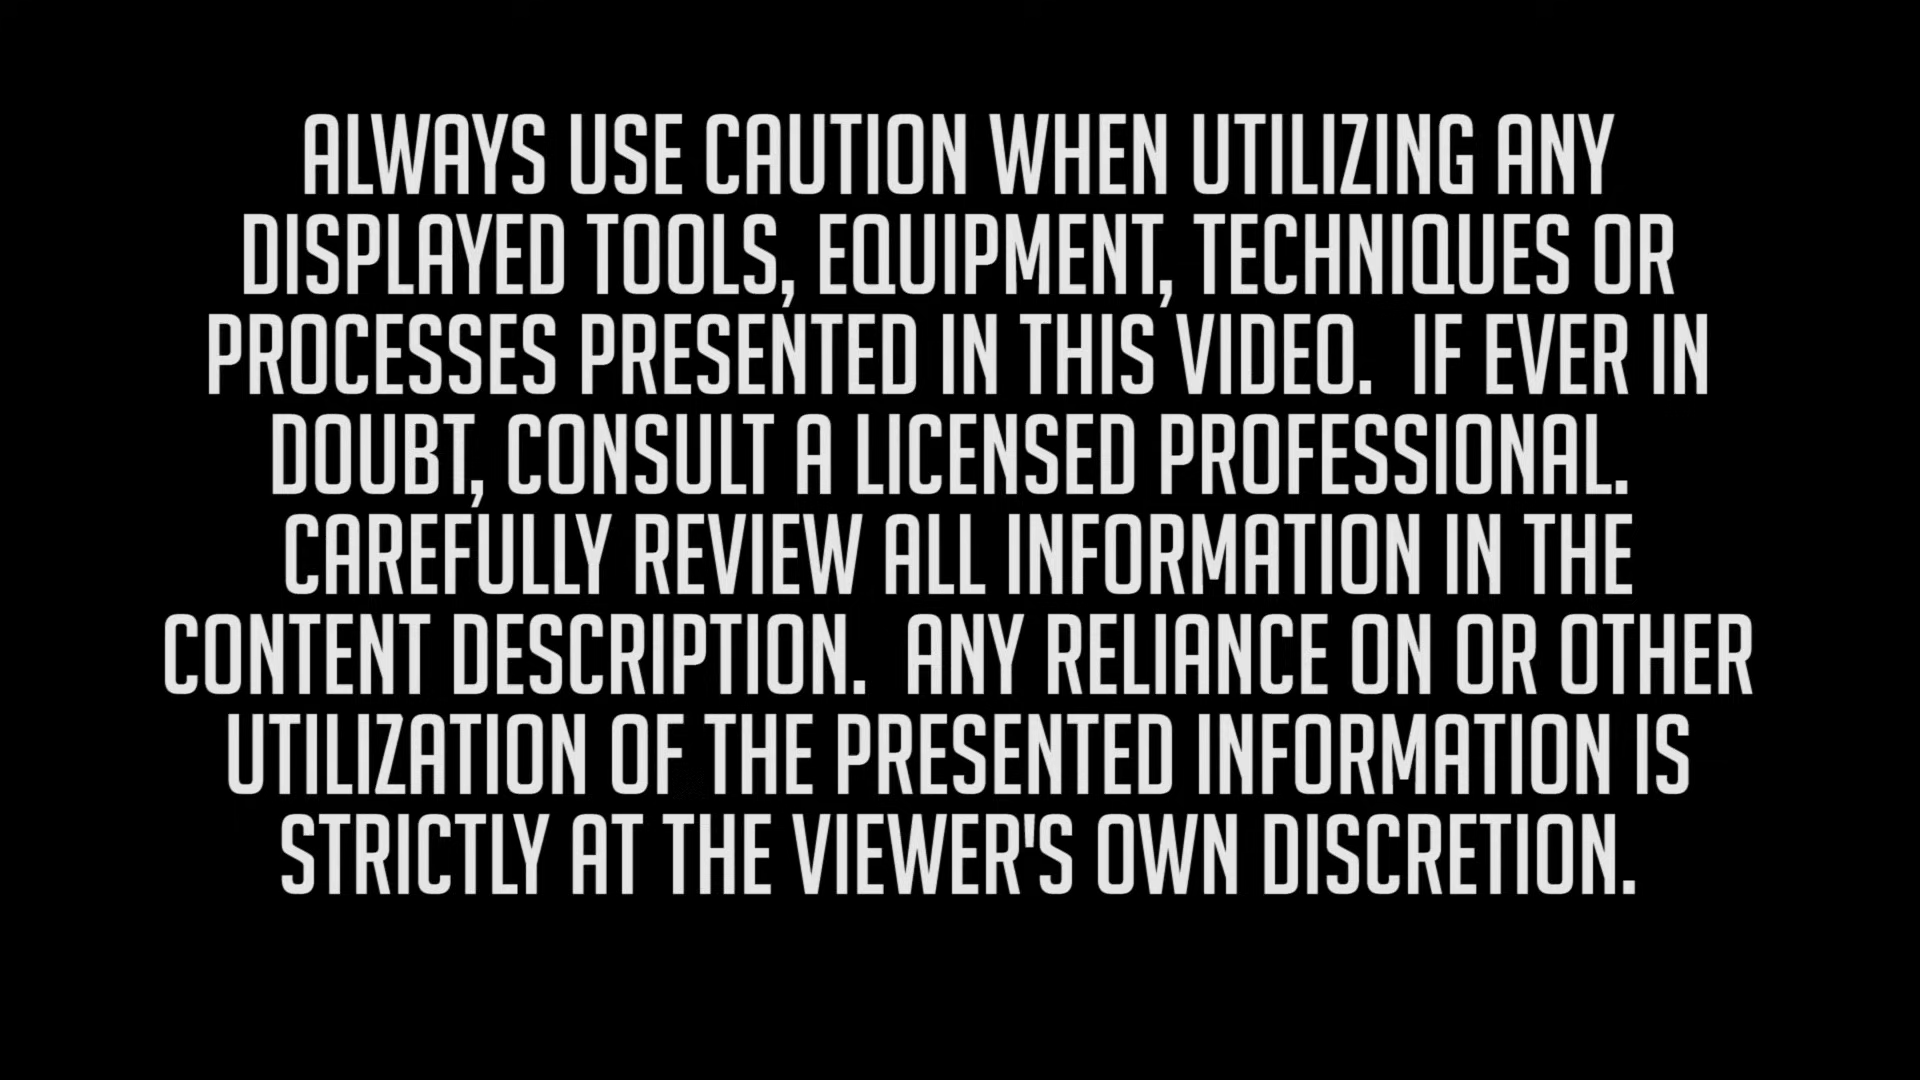 ALWAYS USE CAUTION WHEN UTILIZING ANY
DISPLAYED TOOLS, EQUIPMENT, TECHNIQUES OR
PROCESSES PRESENTED IN THIS VIDEO.  IF EVER IN
DOUBT, CONSULT A LICENSED PROFESSIONAL.
CAREFULLY REVIEW ALL INFORMATION IN THE
CONTENT DESCRIPTION.  ANY RELIANCE ON OR OTHER
UTILIZATION OF THE PRESENTED INFORMATION IS
STRICTLY AT THE VIEWER'S OWN DISCRETION.